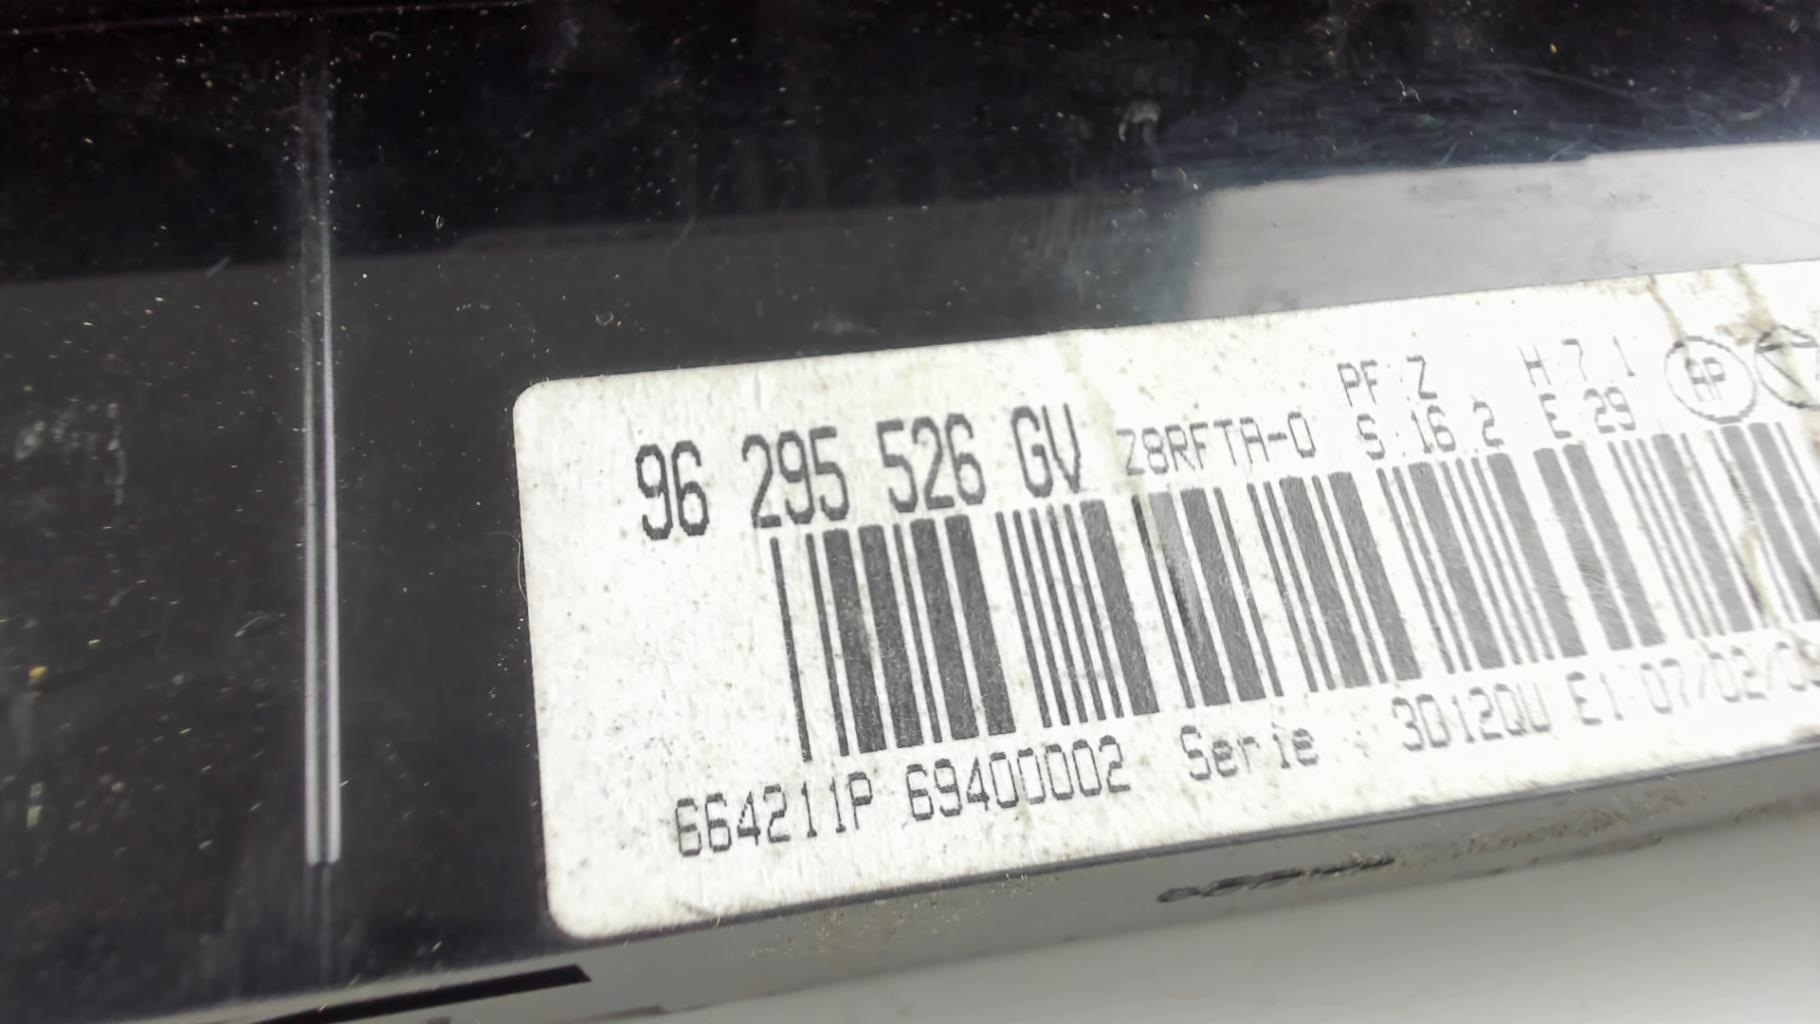 PF Z H 7.1 AP
96 295 526 GV Z8RFTA-0 S.16.2 E.29
664211P 69400002 Serie : 3D12QU E1 07/02/0